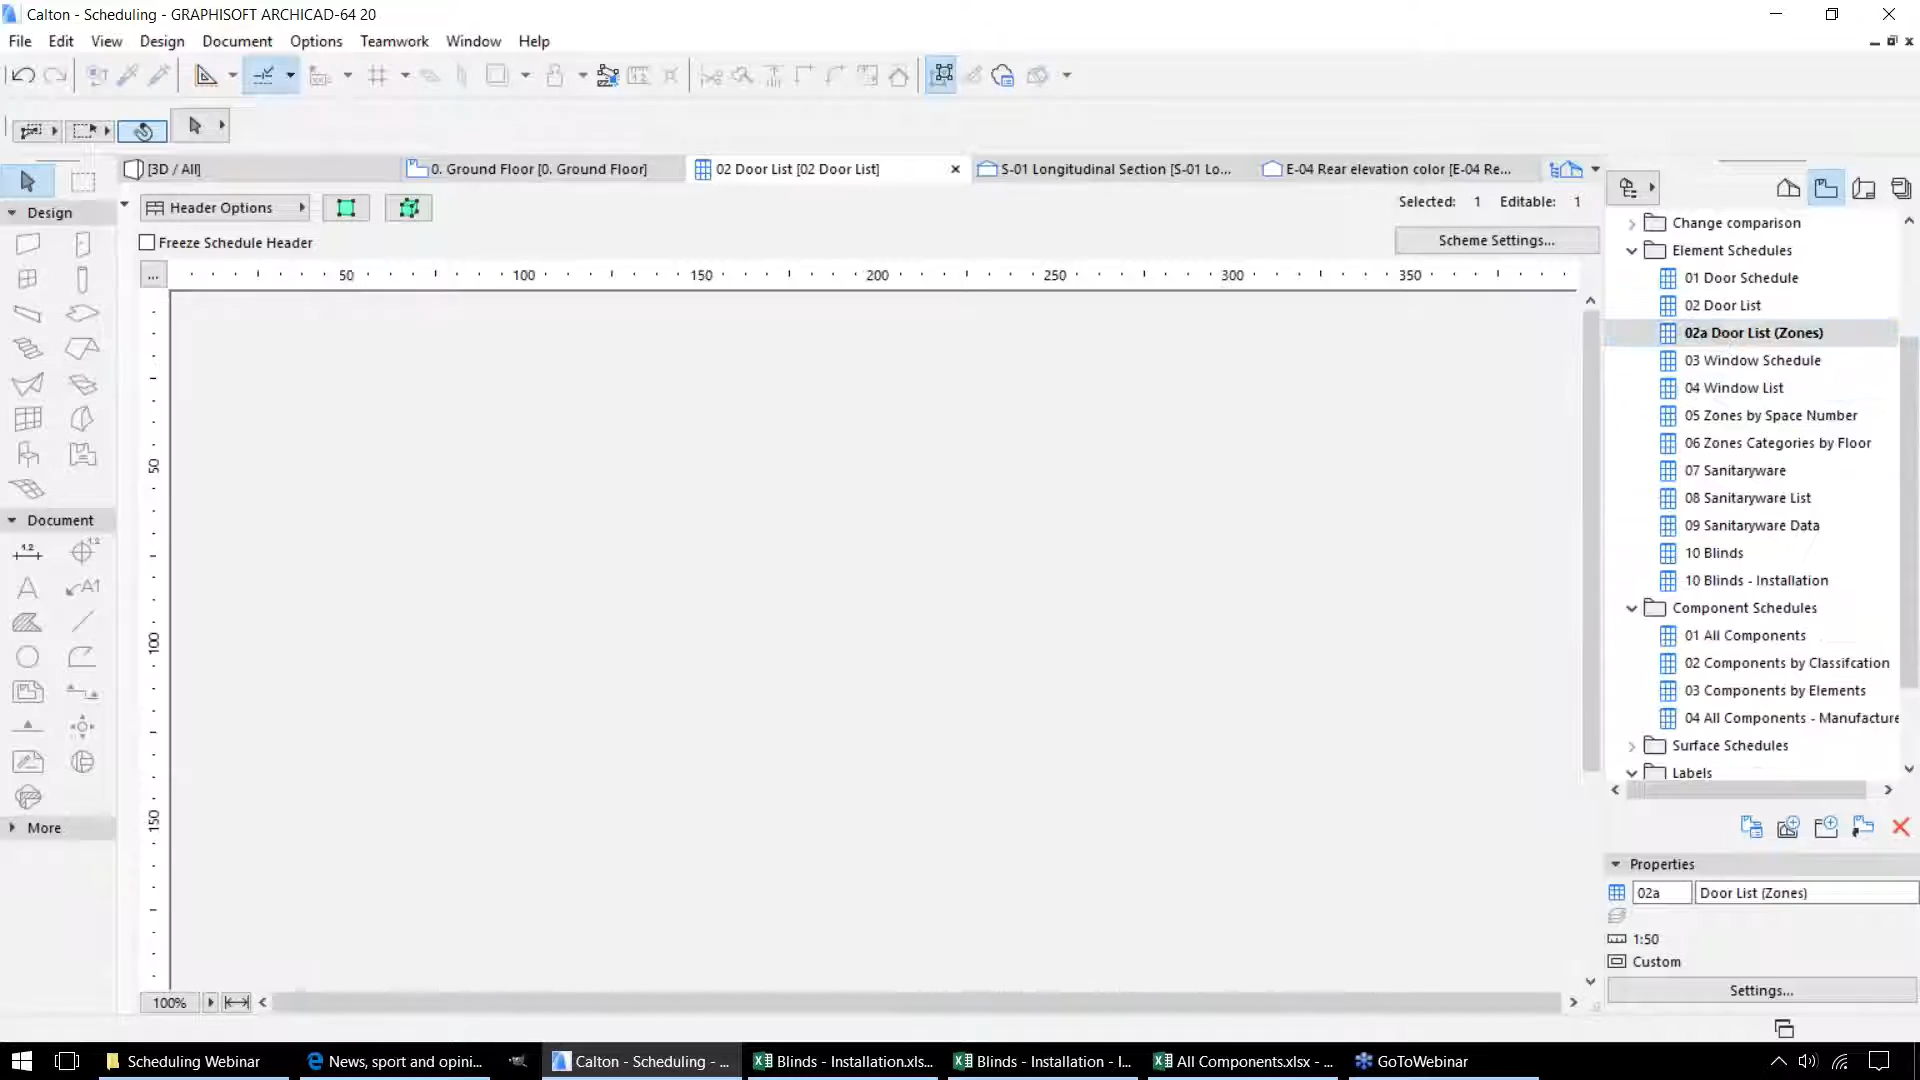 Calton - Scheduling - GRAPHISOFT ARCHICAD-64 20
File Edit View Design Document Options Teamwork Window Help
[3D / All]
0. Ground Floor [0. Ground Floor]
02 Door List [02 Door List]
S-01 Longitudinal Section [S-01 Lo...
E-04 Rear elevation color [E-04 Re...
Header Options
Selected: 1 Editable: 1
Freeze Schedule Header
Scheme Settings...
... 50 100 150 200 250 300 350
50
100
150
100%
Design
Document
1.2
1.2
A
A1
More
Change comparison
Element Schedules
01 Door Schedule
02 Door List
02a Door List (Zones)
03 Window Schedule
04 Window List
05 Zones by Space Number
06 Zones Categories by Floor
07 Sanitaryware
08 Sanitaryware List
09 Sanitaryware Data
10 Blinds
10 Blinds - Installation
Component Schedules
01 All Components
02 Components by Classifcation
03 Components by Elements
04 All Components - Manufacture
Surface Schedules
Labels
Properties
02a Door List (Zones)
1:50
Custom
Settings...
Scheduling Webinar
News, sport and opini...
Calton - Scheduling - ...
Blinds - Installation.xls...
Blinds - Installation - I...
All Components.xlsx - ...
GoToWebinar